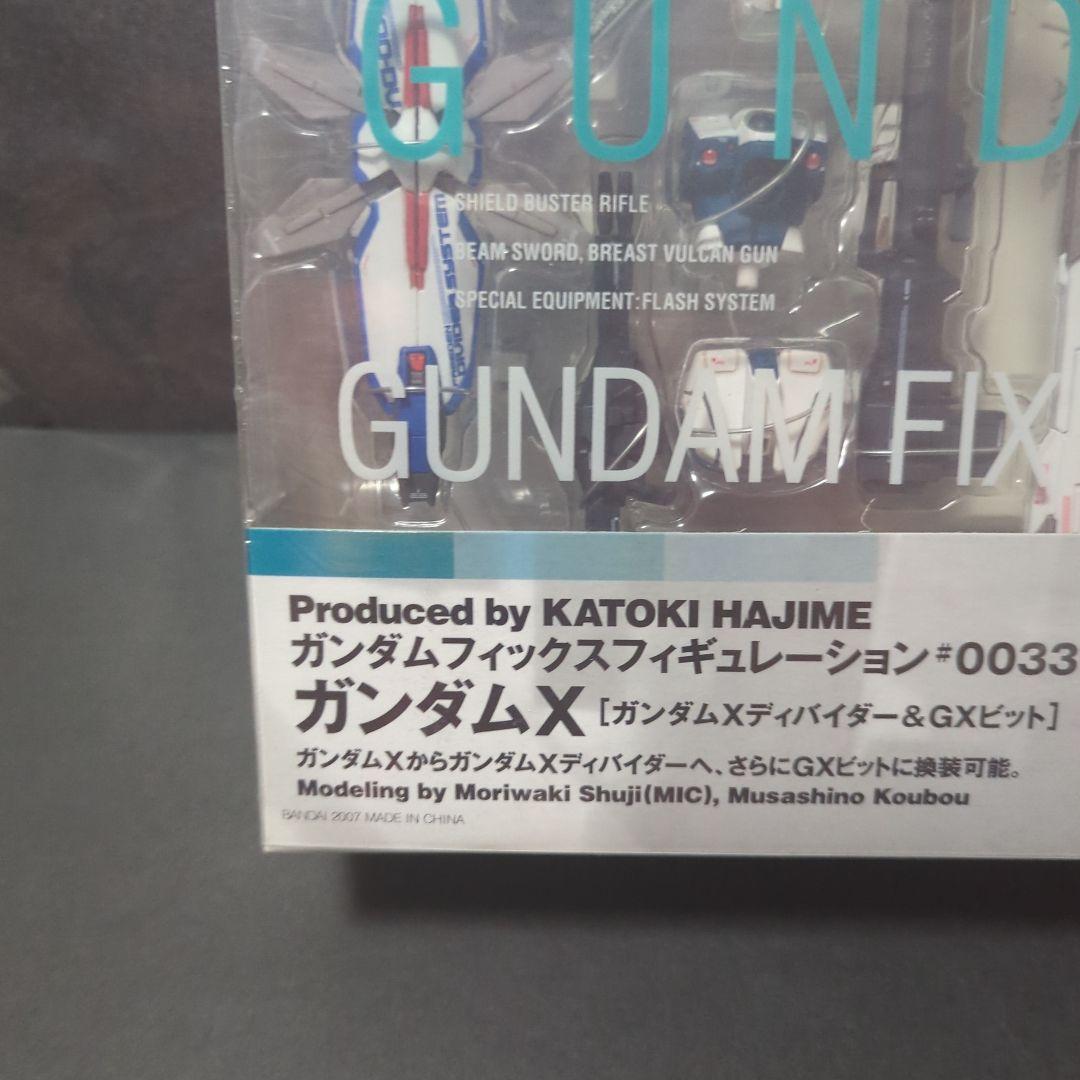 GUND
SHIELD BUSTER RIFLE
BEAM SWORD, BREAST VULCAN GUN
SPECIAL EQUIPMENT:FLASH SYSTEM
GUNDAM FIX
Produced by KATOKI HAJIME
ガンダムフィックスフィギュレーション #0033
ガンダムX [ガンダムXディバイダー&GXビット]
ガンダムXからガンダムXディバイダーへ、さらにGXビットに換装可能。
Modeling by Moriwaki Shuji(MIC), Musashino Koubou
BANDAI 2007 MADE IN CHINA